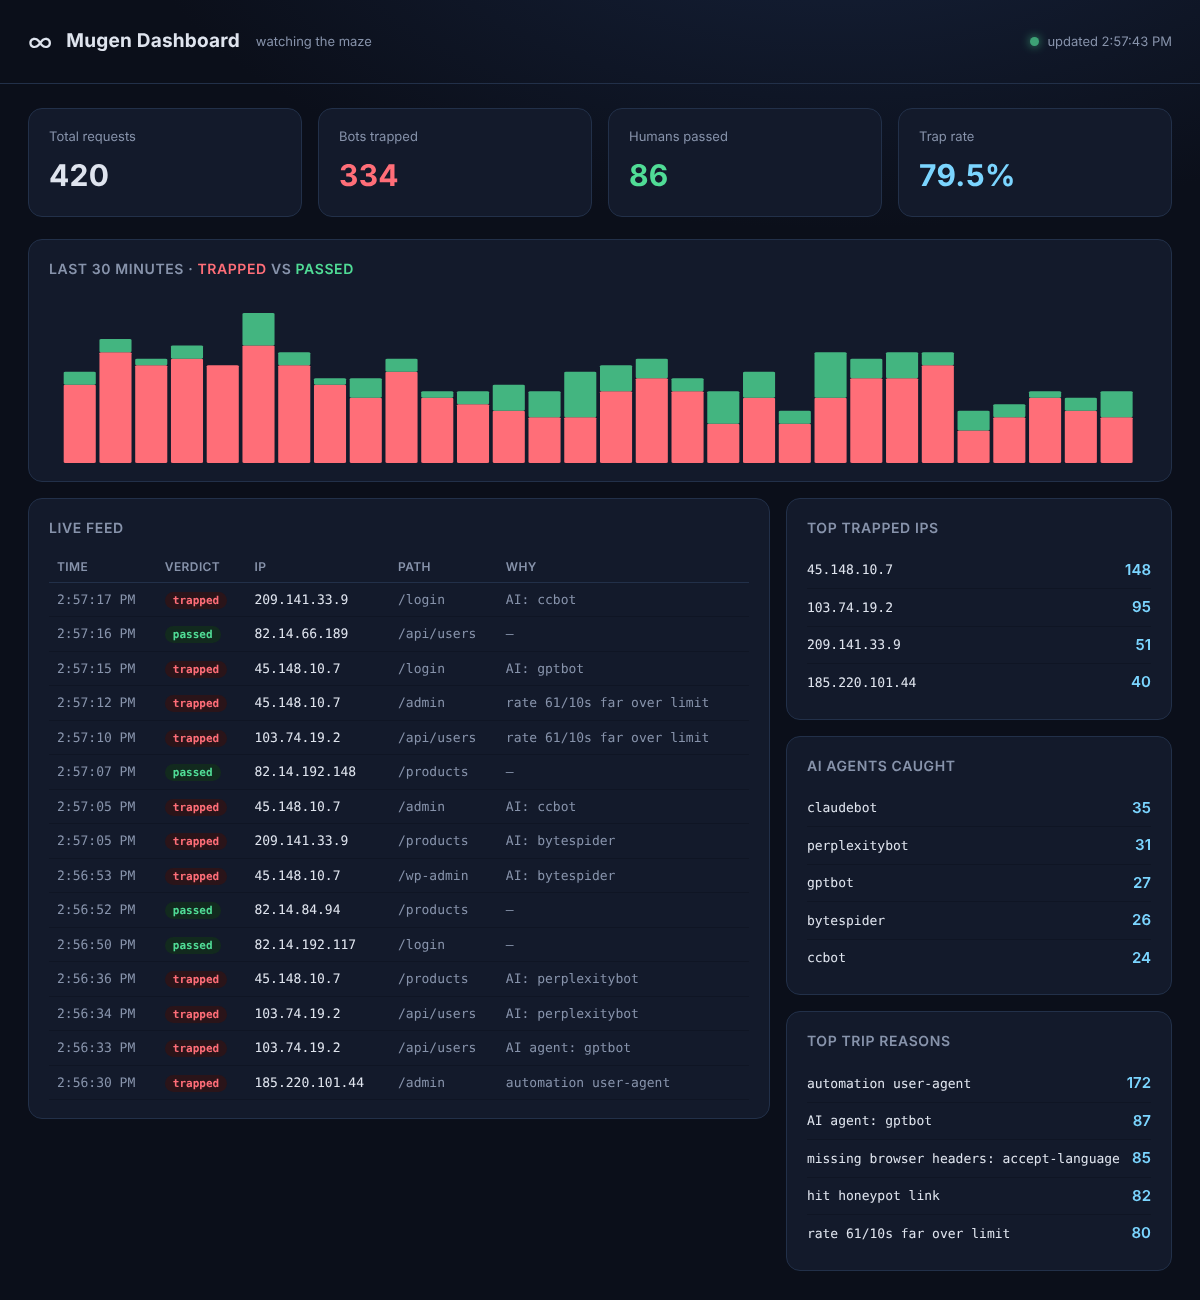 ∞ Mugen Dashboard watching the maze updated 2:57:43 PM
Total requests
420
Bots trapped
334
Humans passed
86
Trap rate
79.5%
LAST 30 MINUTES · TRAPPED VS PASSED
LIVE FEED
TIME VERDICT IP PATH WHY
2:57:17 PM trapped 209.141.33.9 /login AI: ccbot
2:57:16 PM passed 82.14.66.189 /api/users —
2:57:15 PM trapped 45.148.10.7 /login AI: gptbot
2:57:12 PM trapped 45.148.10.7 /admin rate 61/10s far over limit
2:57:10 PM trapped 103.74.19.2 /api/users rate 61/10s far over limit
2:57:07 PM passed 82.14.192.148 /products —
2:57:05 PM trapped 45.148.10.7 /admin AI: ccbot
2:57:05 PM trapped 209.141.33.9 /products AI: bytespider
2:56:53 PM trapped 45.148.10.7 /wp-admin AI: bytespider
2:56:52 PM passed 82.14.84.94 /products —
2:56:50 PM passed 82.14.192.117 /login —
2:56:36 PM trapped 45.148.10.7 /products AI: perplexitybot
2:56:34 PM trapped 103.74.19.2 /api/users AI: perplexitybot
2:56:33 PM trapped 103.74.19.2 /api/users AI agent: gptbot
2:56:30 PM trapped 185.220.101.44 /admin automation user-agent
TOP TRAPPED IPS
45.148.10.7 148
103.74.19.2 95
209.141.33.9 51
185.220.101.44 40
AI AGENTS CAUGHT
claudebot 35
perplexitybot 31
gptbot 27
bytespider 26
ccbot 24
TOP TRIP REASONS
automation user-agent 172
AI agent: gptbot 87
missing browser headers: accept-language 85
hit honeypot link 82
rate 61/10s far over limit 80